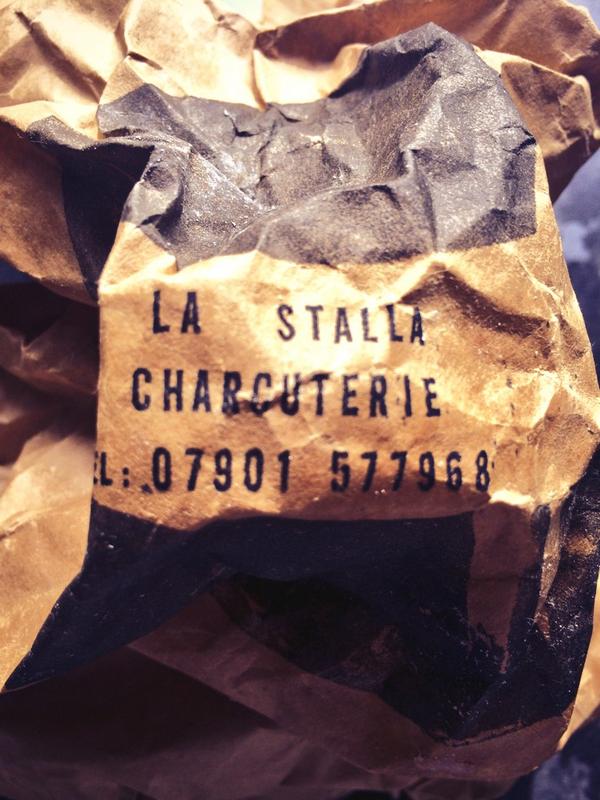 LA STALLA
CHARCUTERIE
EL: 07901 577968